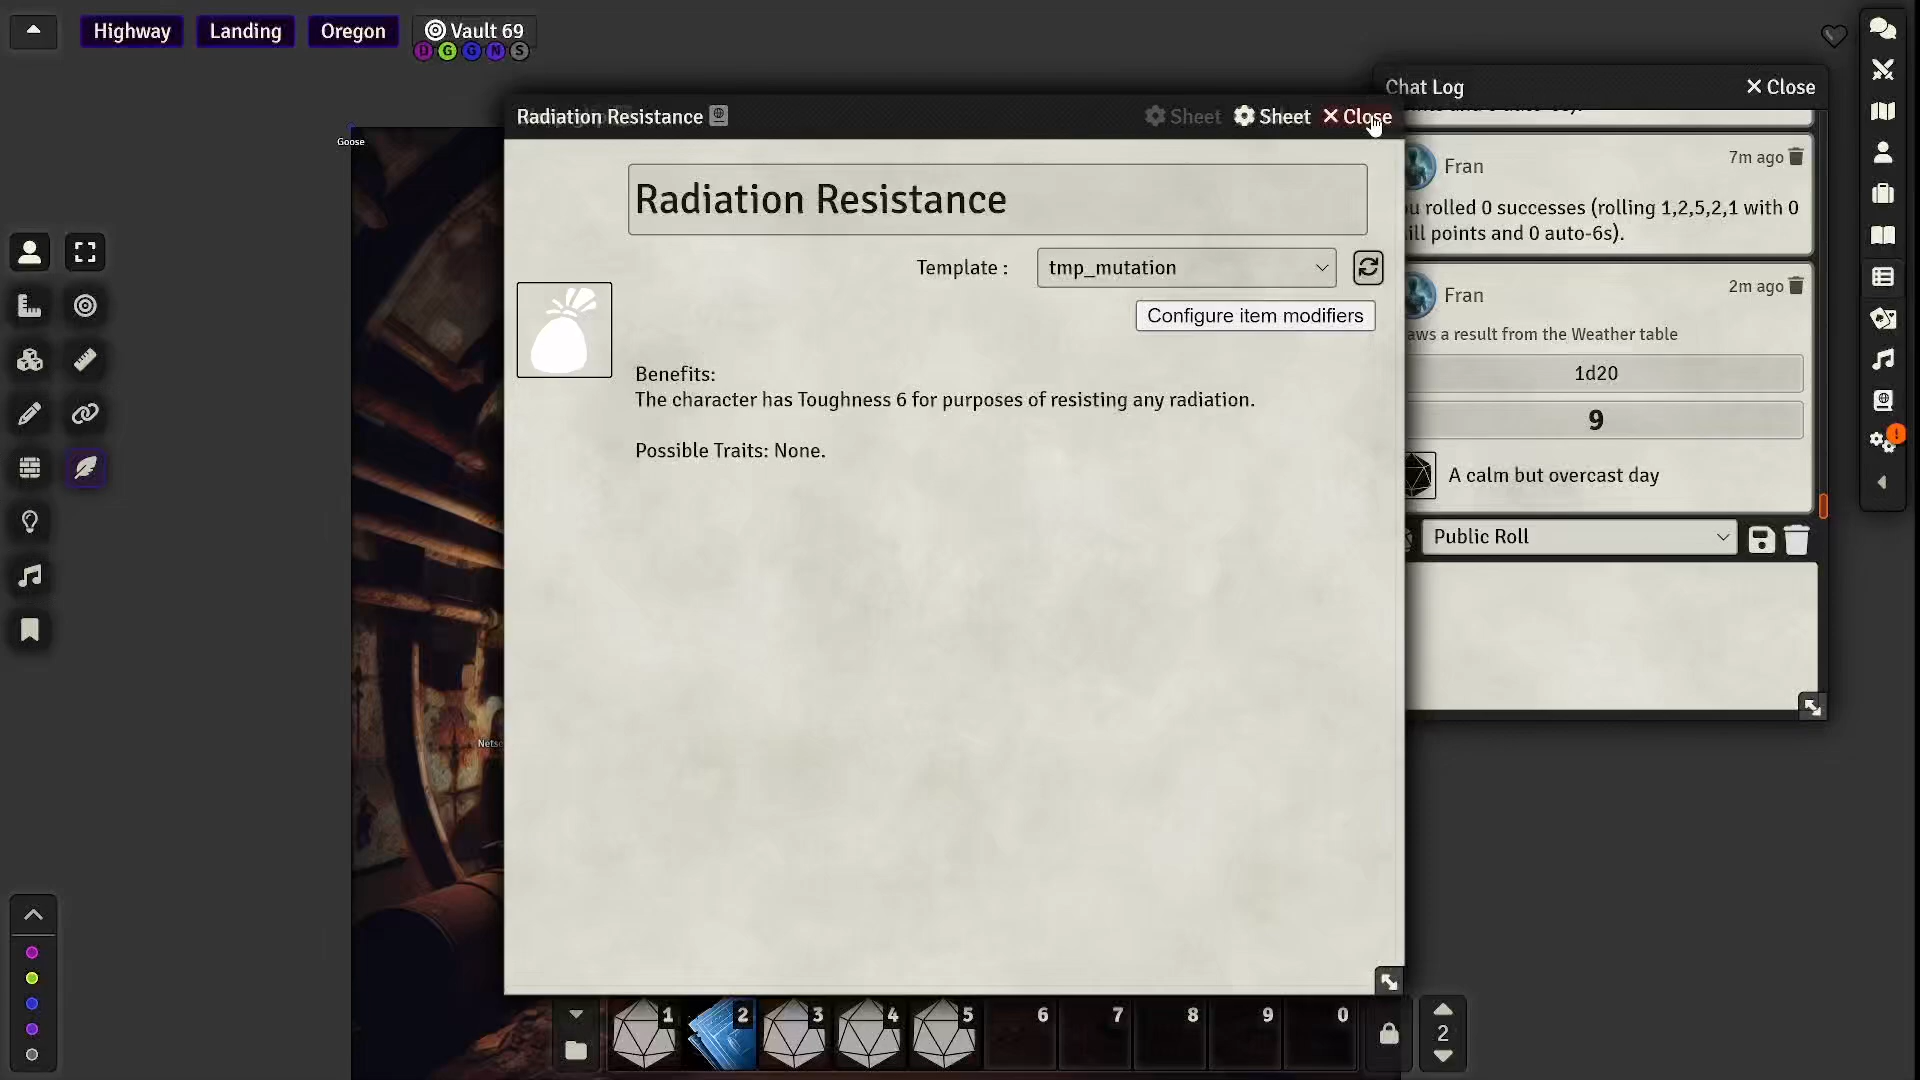 Highway
Landing
Oregon
Vault 69
D G G N S
Goose
Radiation Resistance
Sheet
Sheet
Close
Radiation Resistance
Template :
tmp_mutation
Configure item modifiers
Benefits:
The character has Toughness 6 for purposes of resisting any radiation.
Possible Traits: None.
Chat Log
Close
Fran
7m ago
u rolled 0 successes (rolling 1,2,5,2,1 with 0
ill points and 0 auto-6s).
Fran
2m ago
aws a result from the Weather table
1d20
9
A calm but overcast day
Public Roll
Netsc
1
2
3
4
5
6
7
8
9
0
2